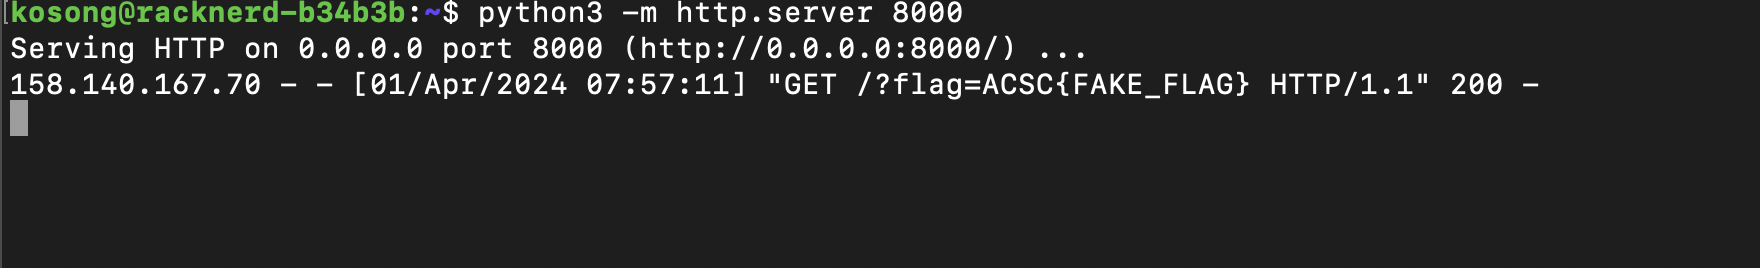 [kosong@racknerd-b34b3b:~$ python3 -m http.server 8000
Serving HTTP on 0.0.0.0 port 8000 (http://0.0.0.0:8000/) ...
158.140.167.70 - - [01/Apr/2024 07:57:11] "GET /?flag=ACSC{FAKE_FLAG} HTTP/1.1" 200 -